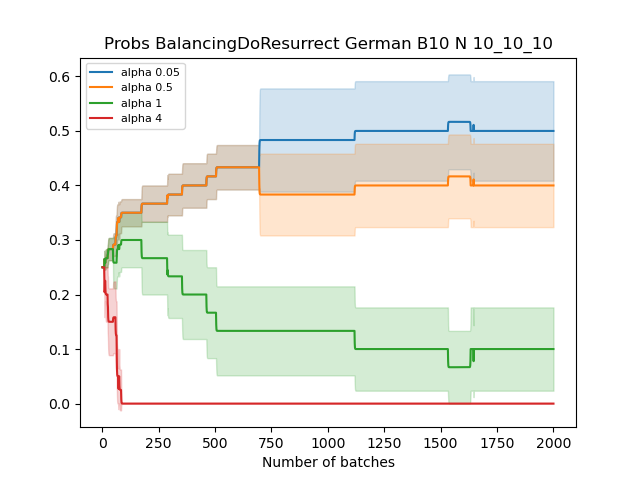 Probs BalancingDoResurrect German B10 N 10_10_10
alpha 0.05
alpha 0.5
alpha 1
alpha 4
0.6
0.5
0.4
0.3
0.2
0.1
0.0
0 250 500 750 1000 1250 1500 1750 2000
Number of batches